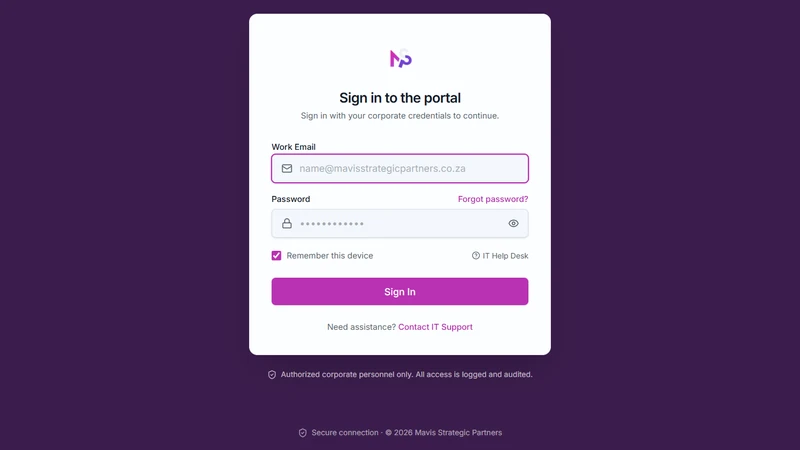 Sign in to the portal
Sign in with your corporate credentials to continue.
Work Email
name@mavisstrategicpartners.co.za
Password Forgot password?
••••••••••••
Remember this device IT Help Desk
Sign In
Need assistance? Contact IT Support
Authorized corporate personnel only. All access is logged and audited.
Secure connection · © 2026 Mavis Strategic Partners